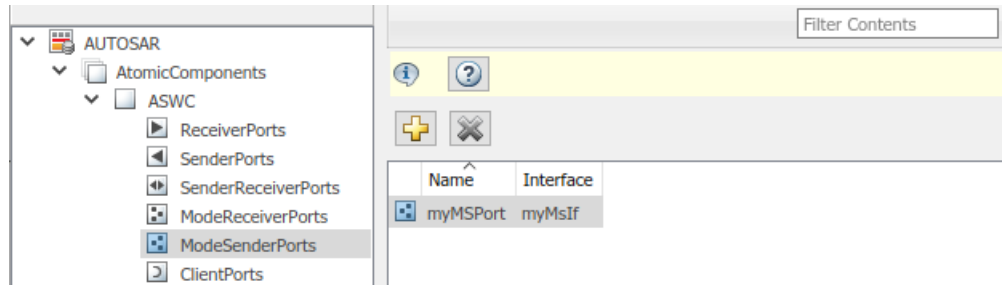 Filter Contents
AUTOSAR
AtomicComponents
ASWC
ReceiverPorts
SenderPorts
SenderReceiverPorts
ModeReceiverPorts
ModeSenderPorts
ClientPorts
Name Interface
myMSPort myMsIf